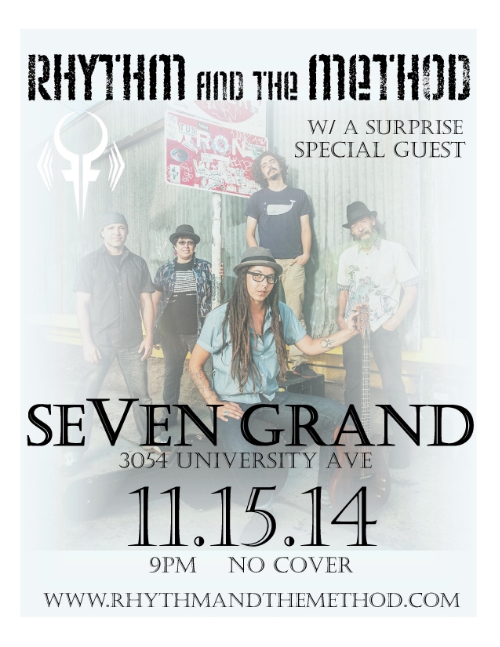 RHYTHM AND THE METHOD
W/ A SURPRISE
SPECIAL GUEST
SEVEN GRAND
3054 UNIVERSITY AVE
11.15.14
9PM NO COVER
WWW.RHYTHMANDTHEMETHOD.COM